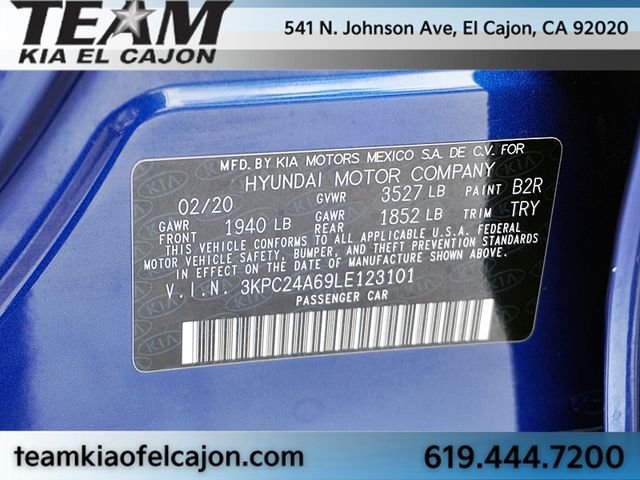 TEAM
KIA EL CAJON
541 N. Johnson Ave, El Cajon, CA 92020
MFD. BY KIA MOTORS MEXICO S.A. DE C.V. FOR
HYUNDAI MOTOR COMPANY
02/20 GVWR 3527 LB PAINT B2R
GAWR FRONT 1940 LB GAWR REAR 1852 LB TRIM TRY
THIS VEHICLE CONFORMS TO ALL APPLICABLE U.S.A. FEDERAL
MOTOR VEHICLE SAFETY, BUMPER, AND THEFT PREVENTION STANDARDS
IN EFFECT ON THE DATE OF MANUFACTURE SHOWN ABOVE.
V.I.N. 3KPC24A69LE123101
PASSENGER CAR
teamkiaofelcajon.com
619.444.7200